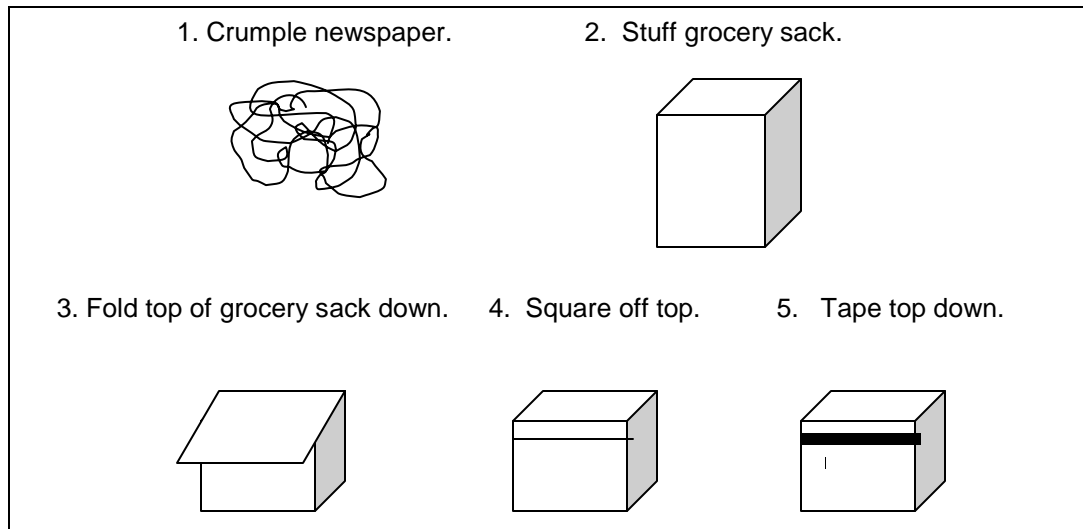 1. Crumple newspaper.
2. Stuff grocery sack.
3. Fold top of grocery sack down.
4. Square off top.
5. Tape top down.